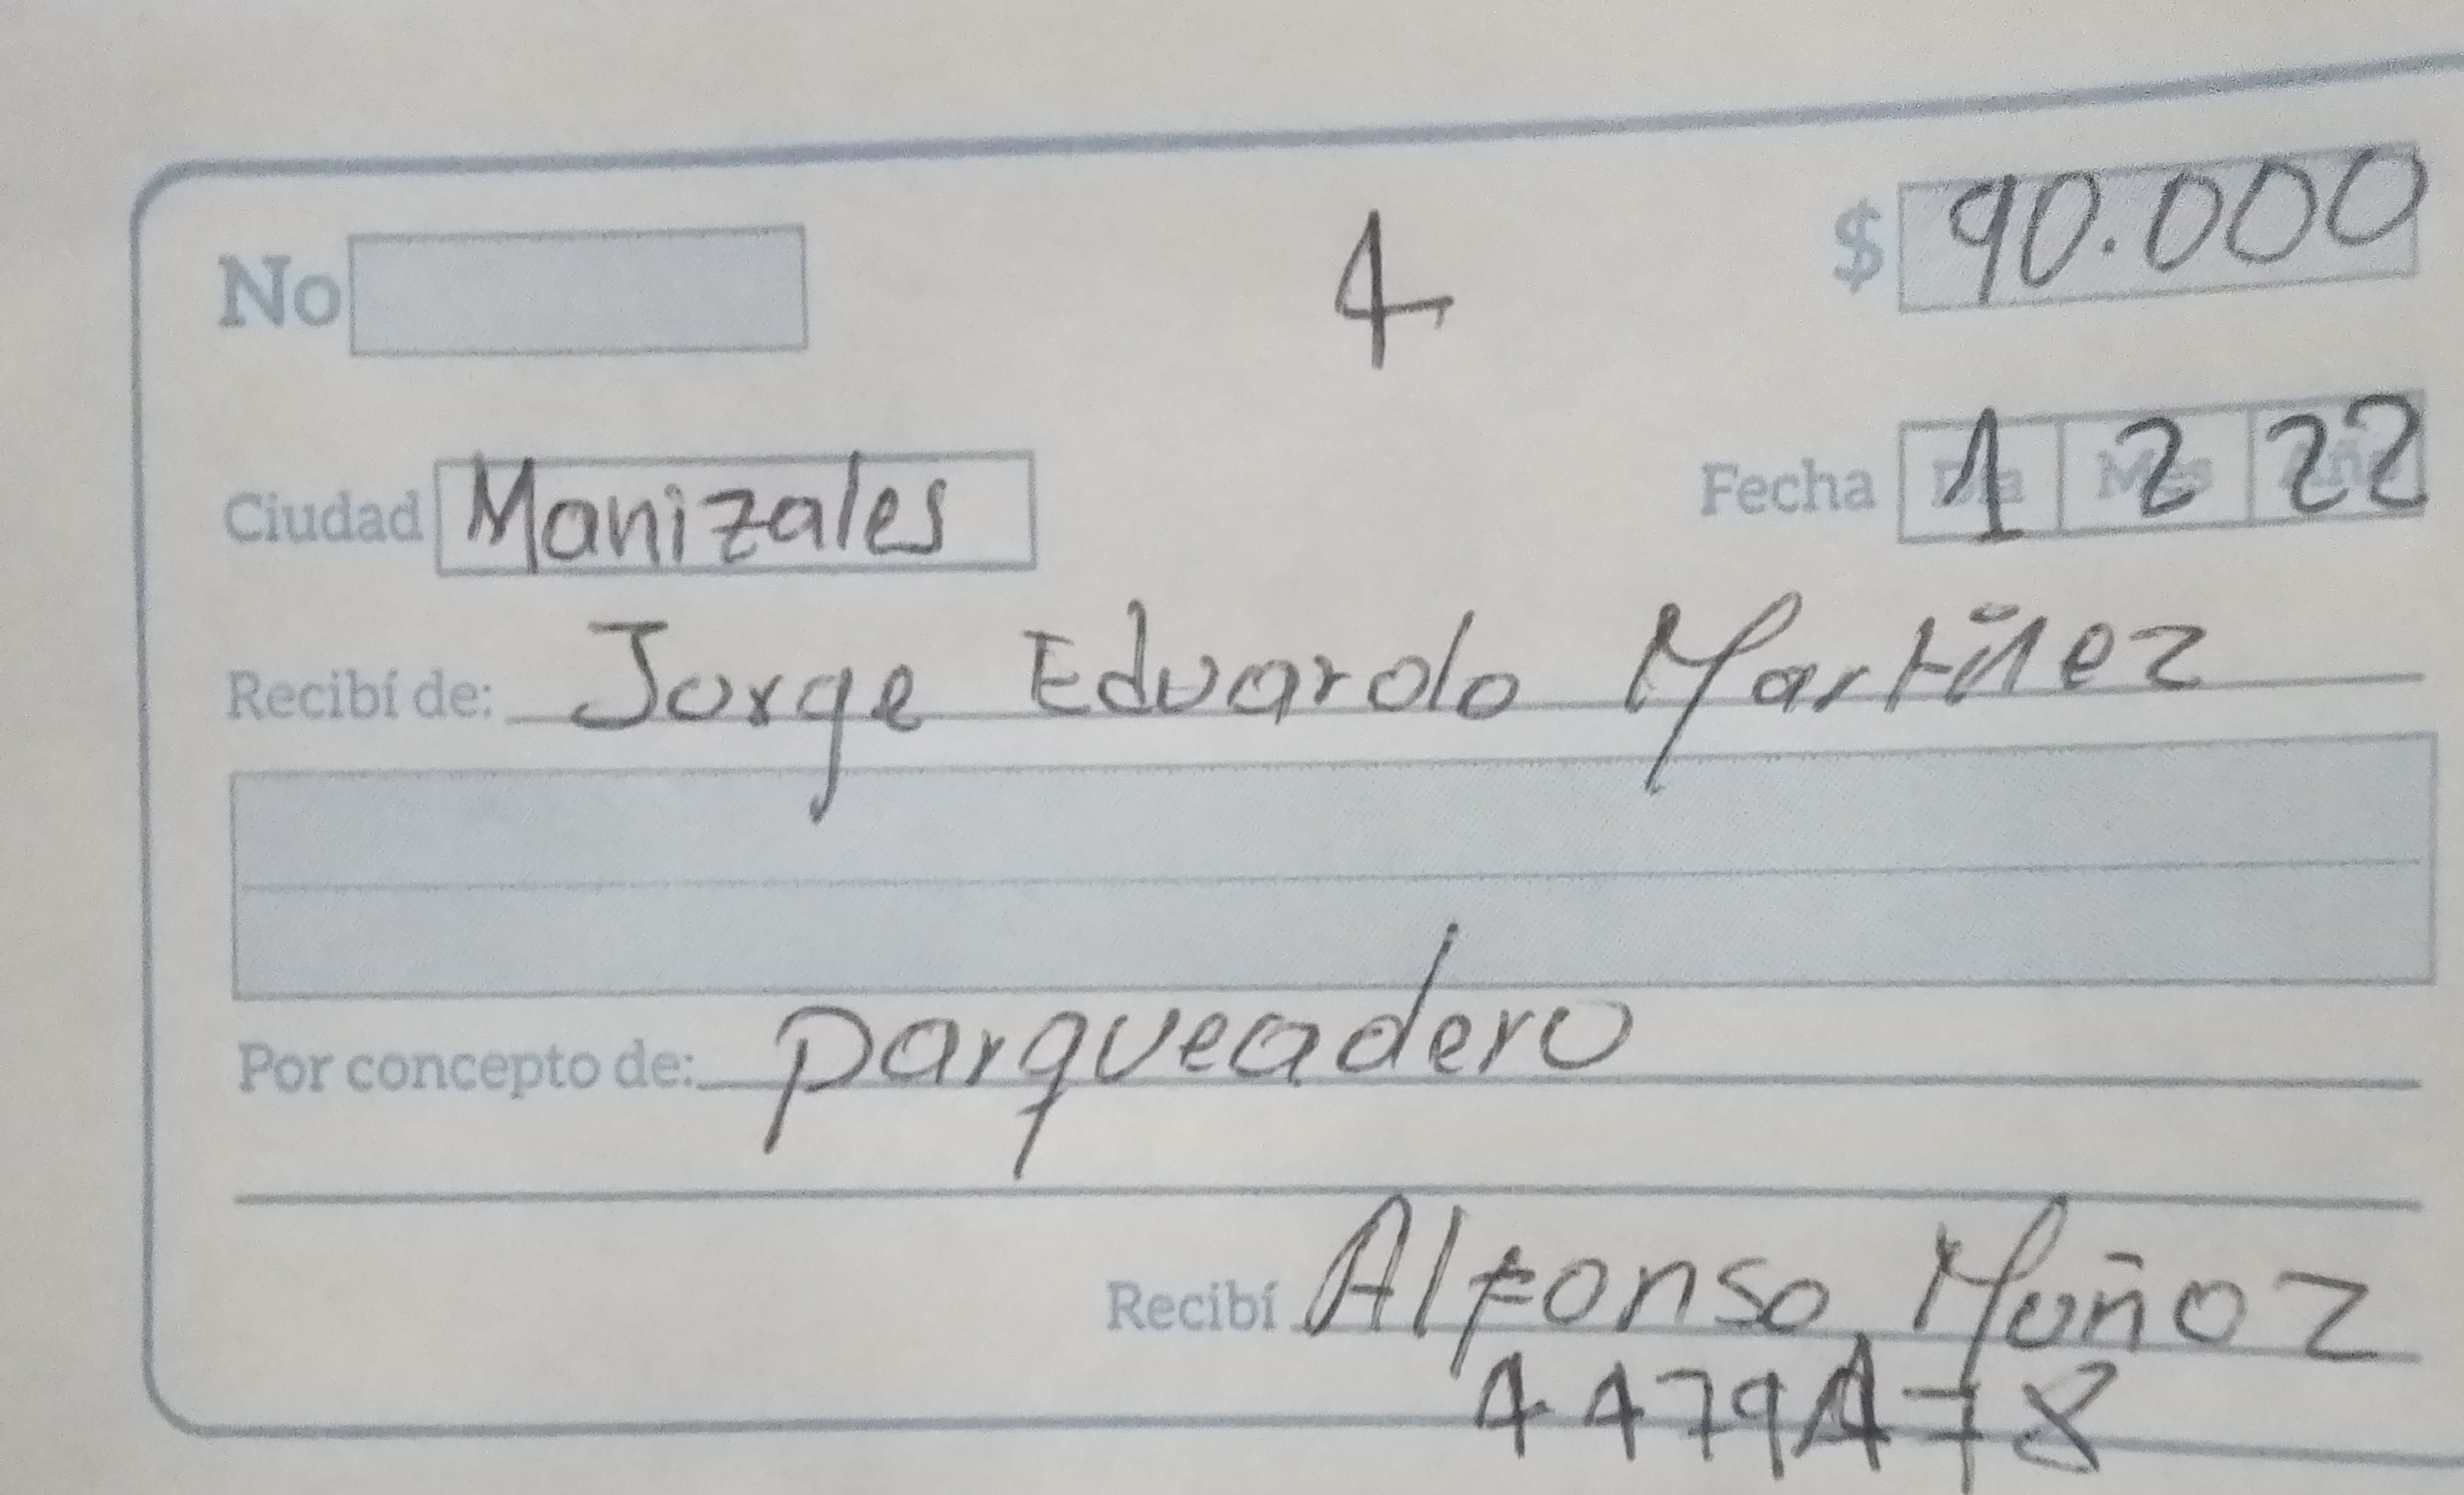 No 4 $ 90.000
Ciudad Manizales Fecha 1 2 22
Recibí de: Jorge Eduardo Martínez
Por concepto de: parqueadero
Recibí Alfonso Muñoz
4479478